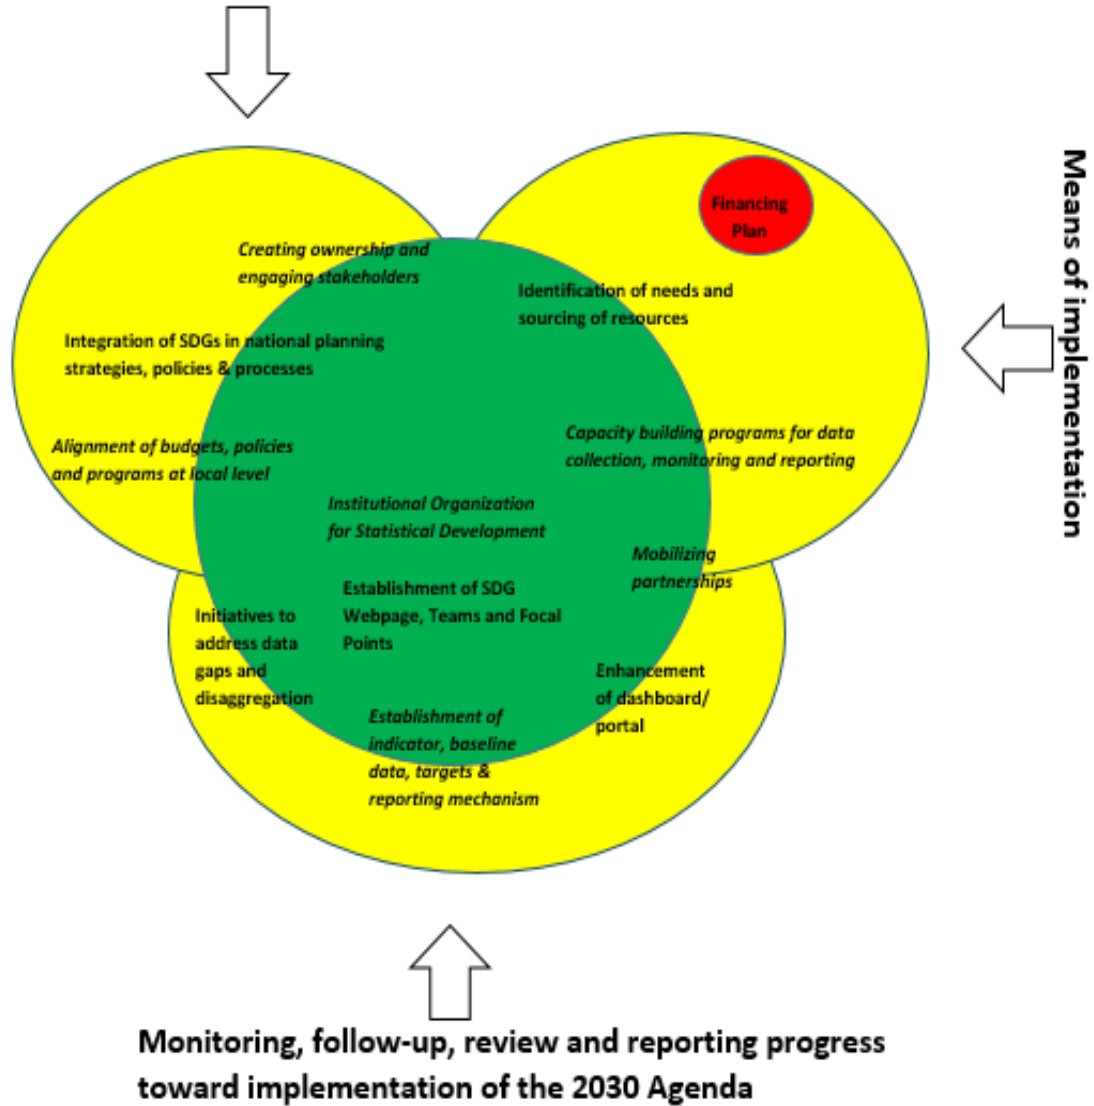 Creating ownership and
engaging stakeholders
Integration of SDGs in national planning
strategies, policies & processes
Alignment of budgets, policies
and programs at local level
Financing
Plan
Identification of needs and
sourcing of resources
Capacity building programs for data
collection, monitoring and reporting
Means of implementation
Institutional Organization
for Statistical Development
Mobilizing
partnerships
Establishment of SDG
Webpage, Teams and Focal
Points
Initiatives to
address data
gaps and
disaggregation
Enhancement
of dashboard/
portal
Establishment of
indicator, baseline
data, targets &
reporting mechanism
Monitoring, follow-up, review and reporting progress
toward implementation of the 2030 Agenda